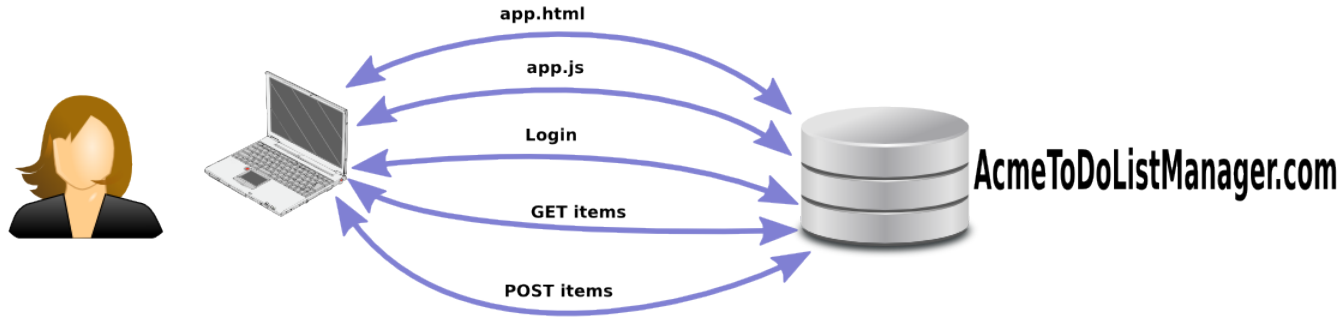 app.html
app.js
Login
AcmeToDoListManager.com
GET items
POST items